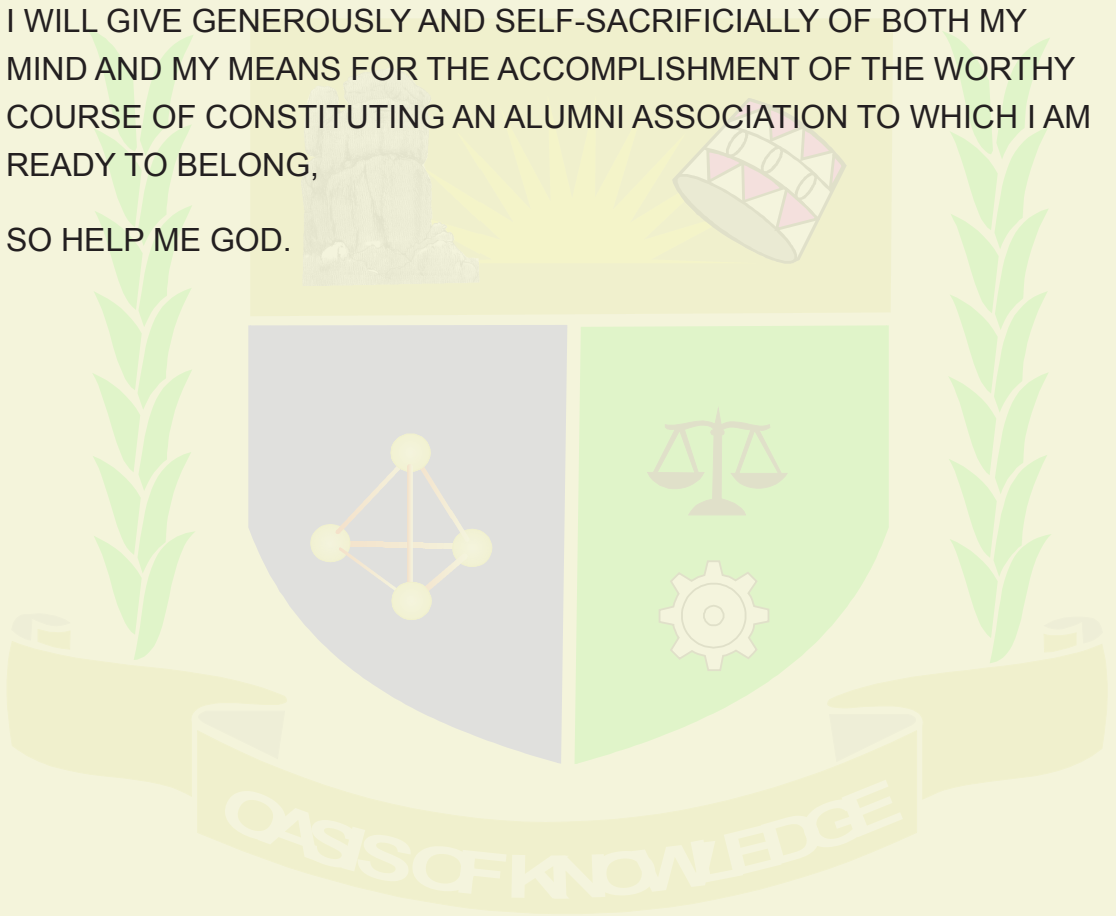 I WILL GIVE GENEROUSLY AND SELF-SACRIFICIALLY OF BOTH MY
MIND AND MY MEANS FOR THE ACCOMPLISHMENT OF THE WORTHY
COURSE OF CONSTITUTING AN ALUMNI ASSOCIATION TO WHICH I AM
READY TO BELONG,
SO HELP ME GOD.
OASIS OF KNOWLEDGE